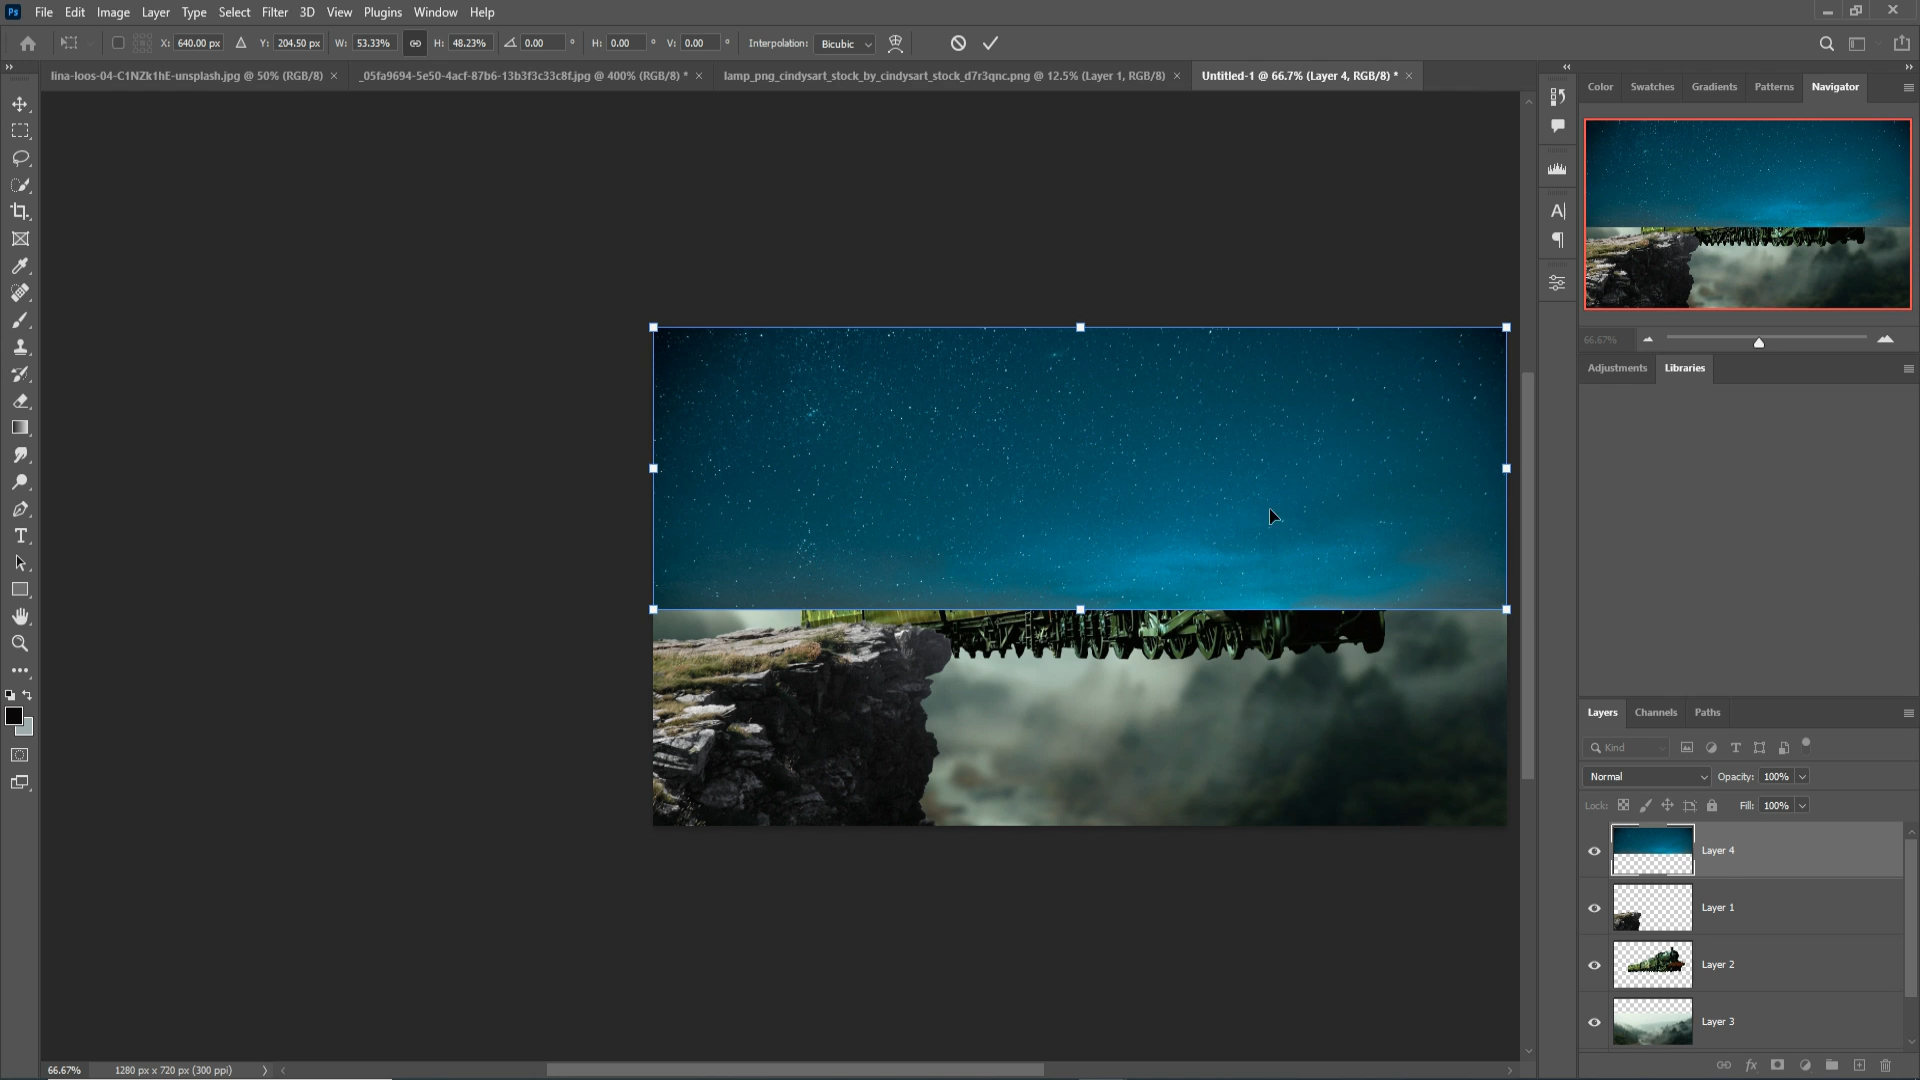 Ps File Edit Image Layer Type Select Filter 3D View Plugins Window Help
X: 640.00 px Y: 204.50 px W: 53.33% H: 48.23% 0.00 ° H: 0.00 ° V: 0.00 ° Interpolation: Bicubic
lina-loos-04-C1NZk1hE-unsplash.jpg @ 50% (RGB/8) × _05fa9694-5e50-4acf-87b6-13b3f3c33c8f.jpg @ 400% (RGB/8) * × lamp_png_cindysart_stock_by_cindysart_stock_d7r3qnc.png @ 12.5% (Layer 1, RGB/8) × Untitled-1 @ 66.7% (Layer 4, RGB/8) * ×
Color Swatches Gradients Patterns Navigator
66.67%
Adjustments Libraries
Layers Channels Paths
Kind
Normal Opacity: 100%
Lock: Fill: 100%
Layer 4
Layer 1
Layer 2
Layer 3
66.67% 1280 px x 720 px (300 ppi)